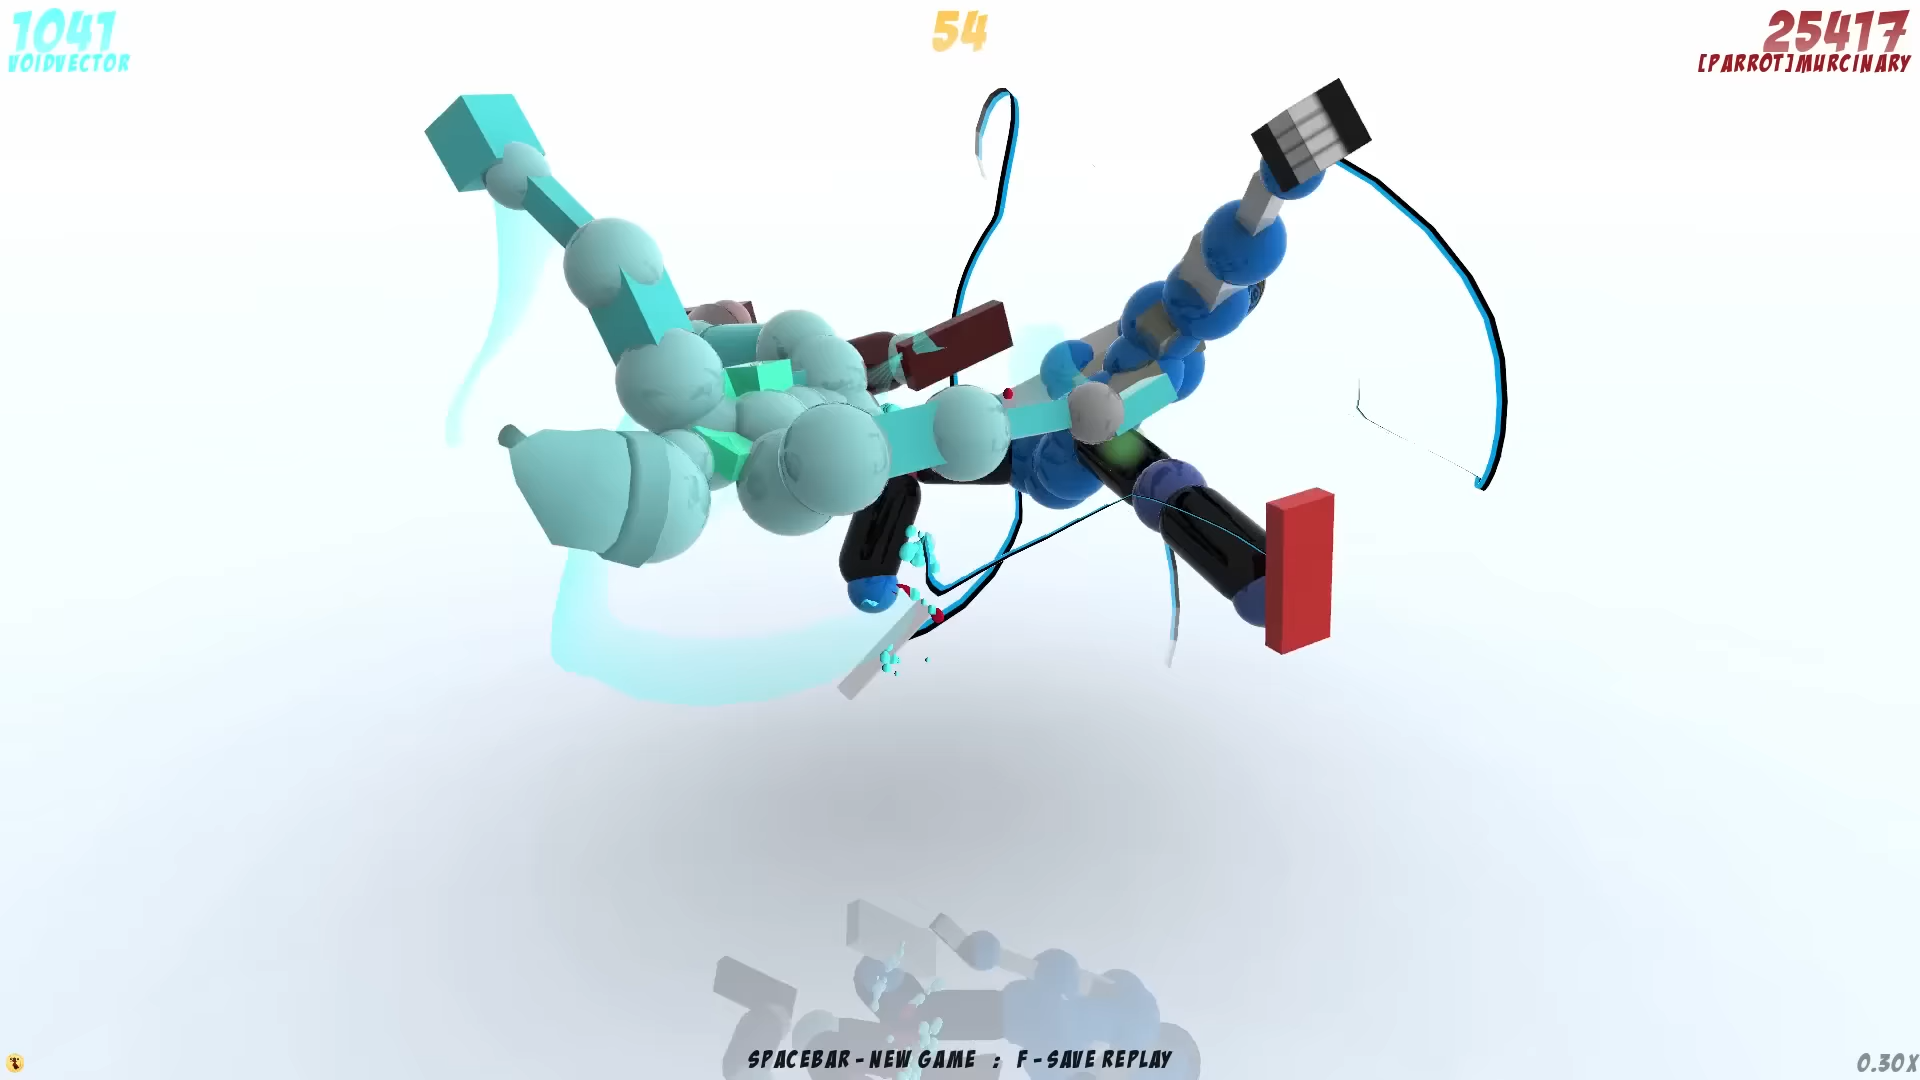 1041
VOIDVECTOR
54
25417
[PARROT]MURCINARY
SPACEBAR - NEW GAME : F - SAVE REPLAY
0.30X